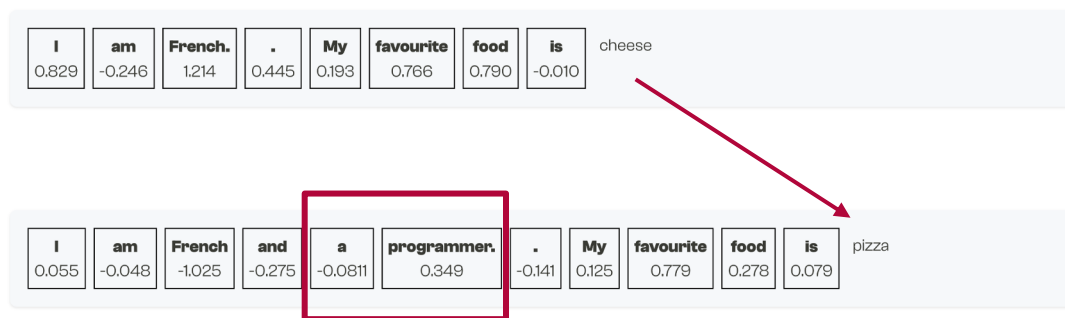 I am French. . My favourite food is cheese
0.829 -0.246 1.214 0.445 0.193 0.766 0.790 -0.010
I am French and a programmer. . My favourite food is pizza
0.055 -0.048 -1.025 -0.275 -0.0811 0.349 -0.141 0.125 0.779 0.278 0.079